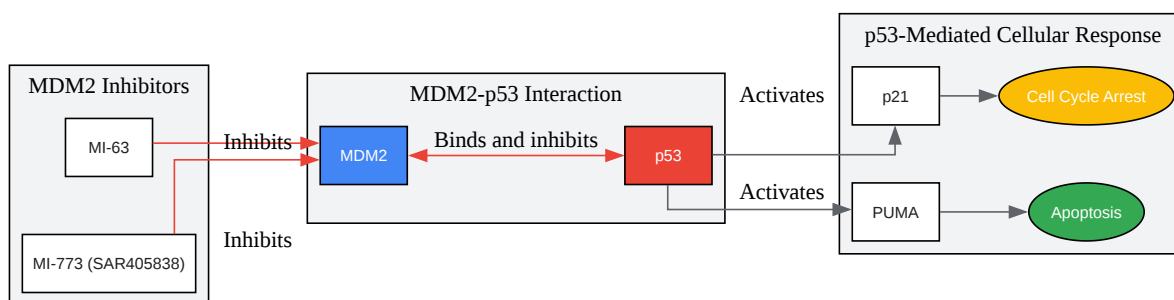 MDM2 Inhibitors
MI-63
MI-773 (SAR405838)
Inhibits
Inhibits
MDM2-p53 Interaction
MDM2
Binds and inhibits
p53
Activates
Activates
p53-Mediated Cellular Response
p21
Cell Cycle Arrest
PUMA
Apoptosis